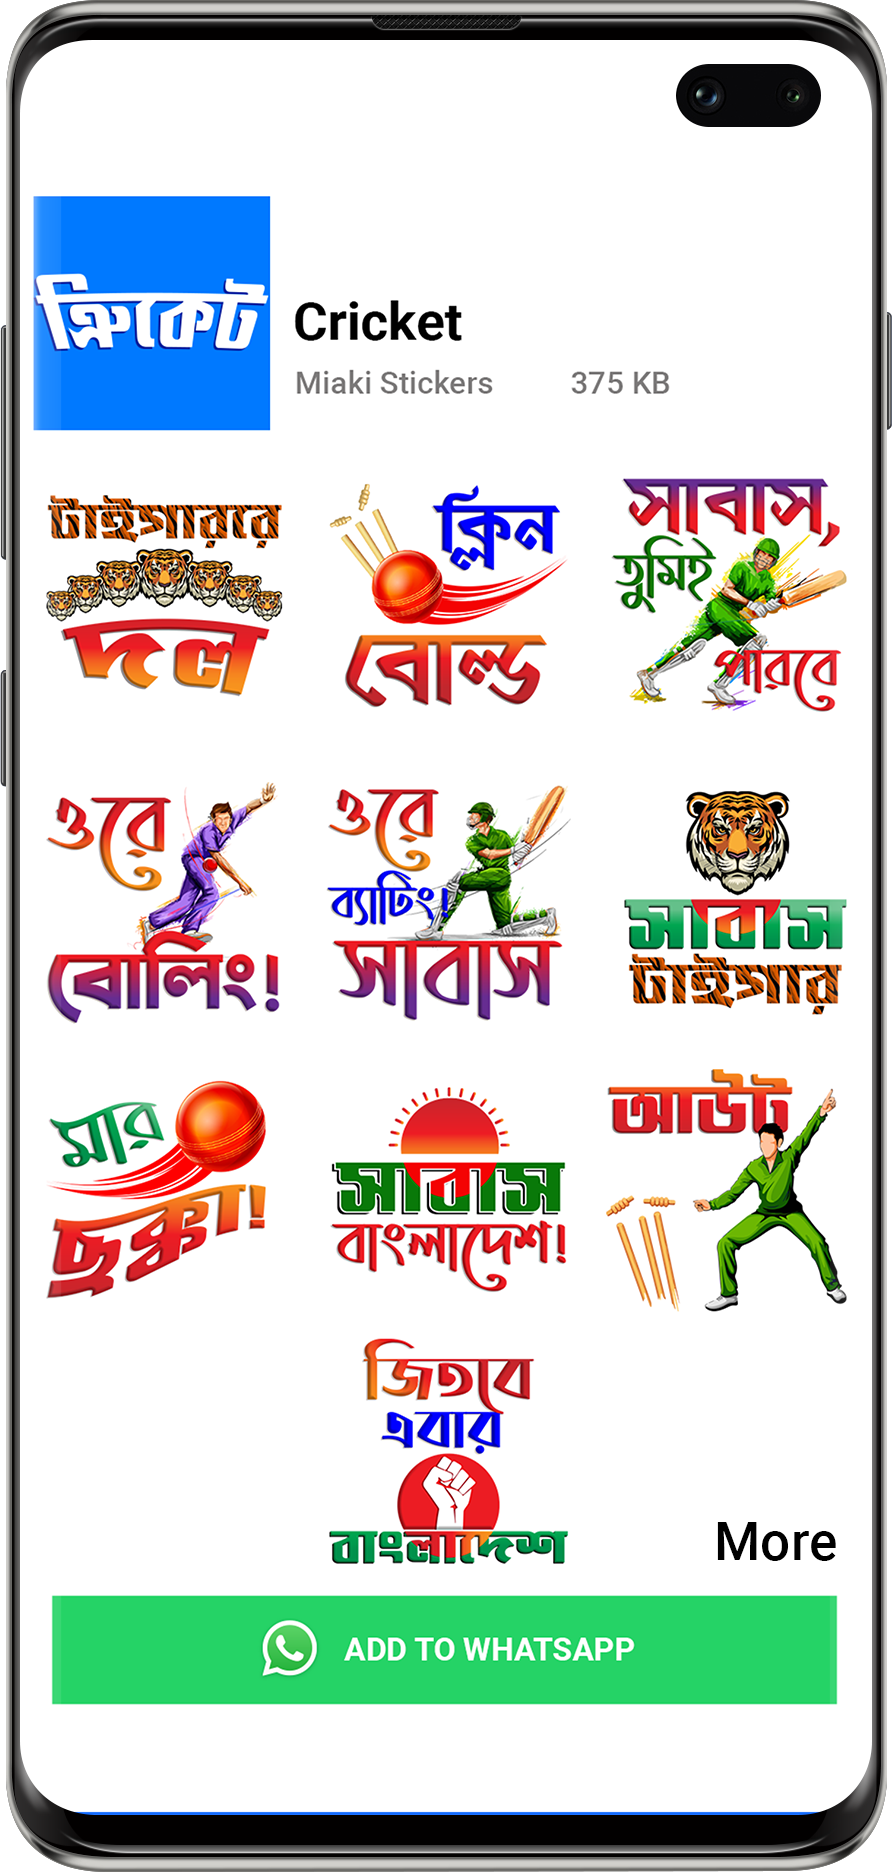 ক্রিকেট
Cricket
Miaki Stickers 375 KB
টাইগাররে
দল
ক্লিন
বোল্ড
সাবাস,
তুমিই
পারবে
ওরে
বোলিং!
ওরে
ব্যাটিং!
সাবাস
সাবাস
টাইগার
মার
ছক্কা!
সাবাস
বাংলাদেশ!
আউট
জিতবে
এবার
বাংলাদেশ
More
ADD TO WHATSAPP